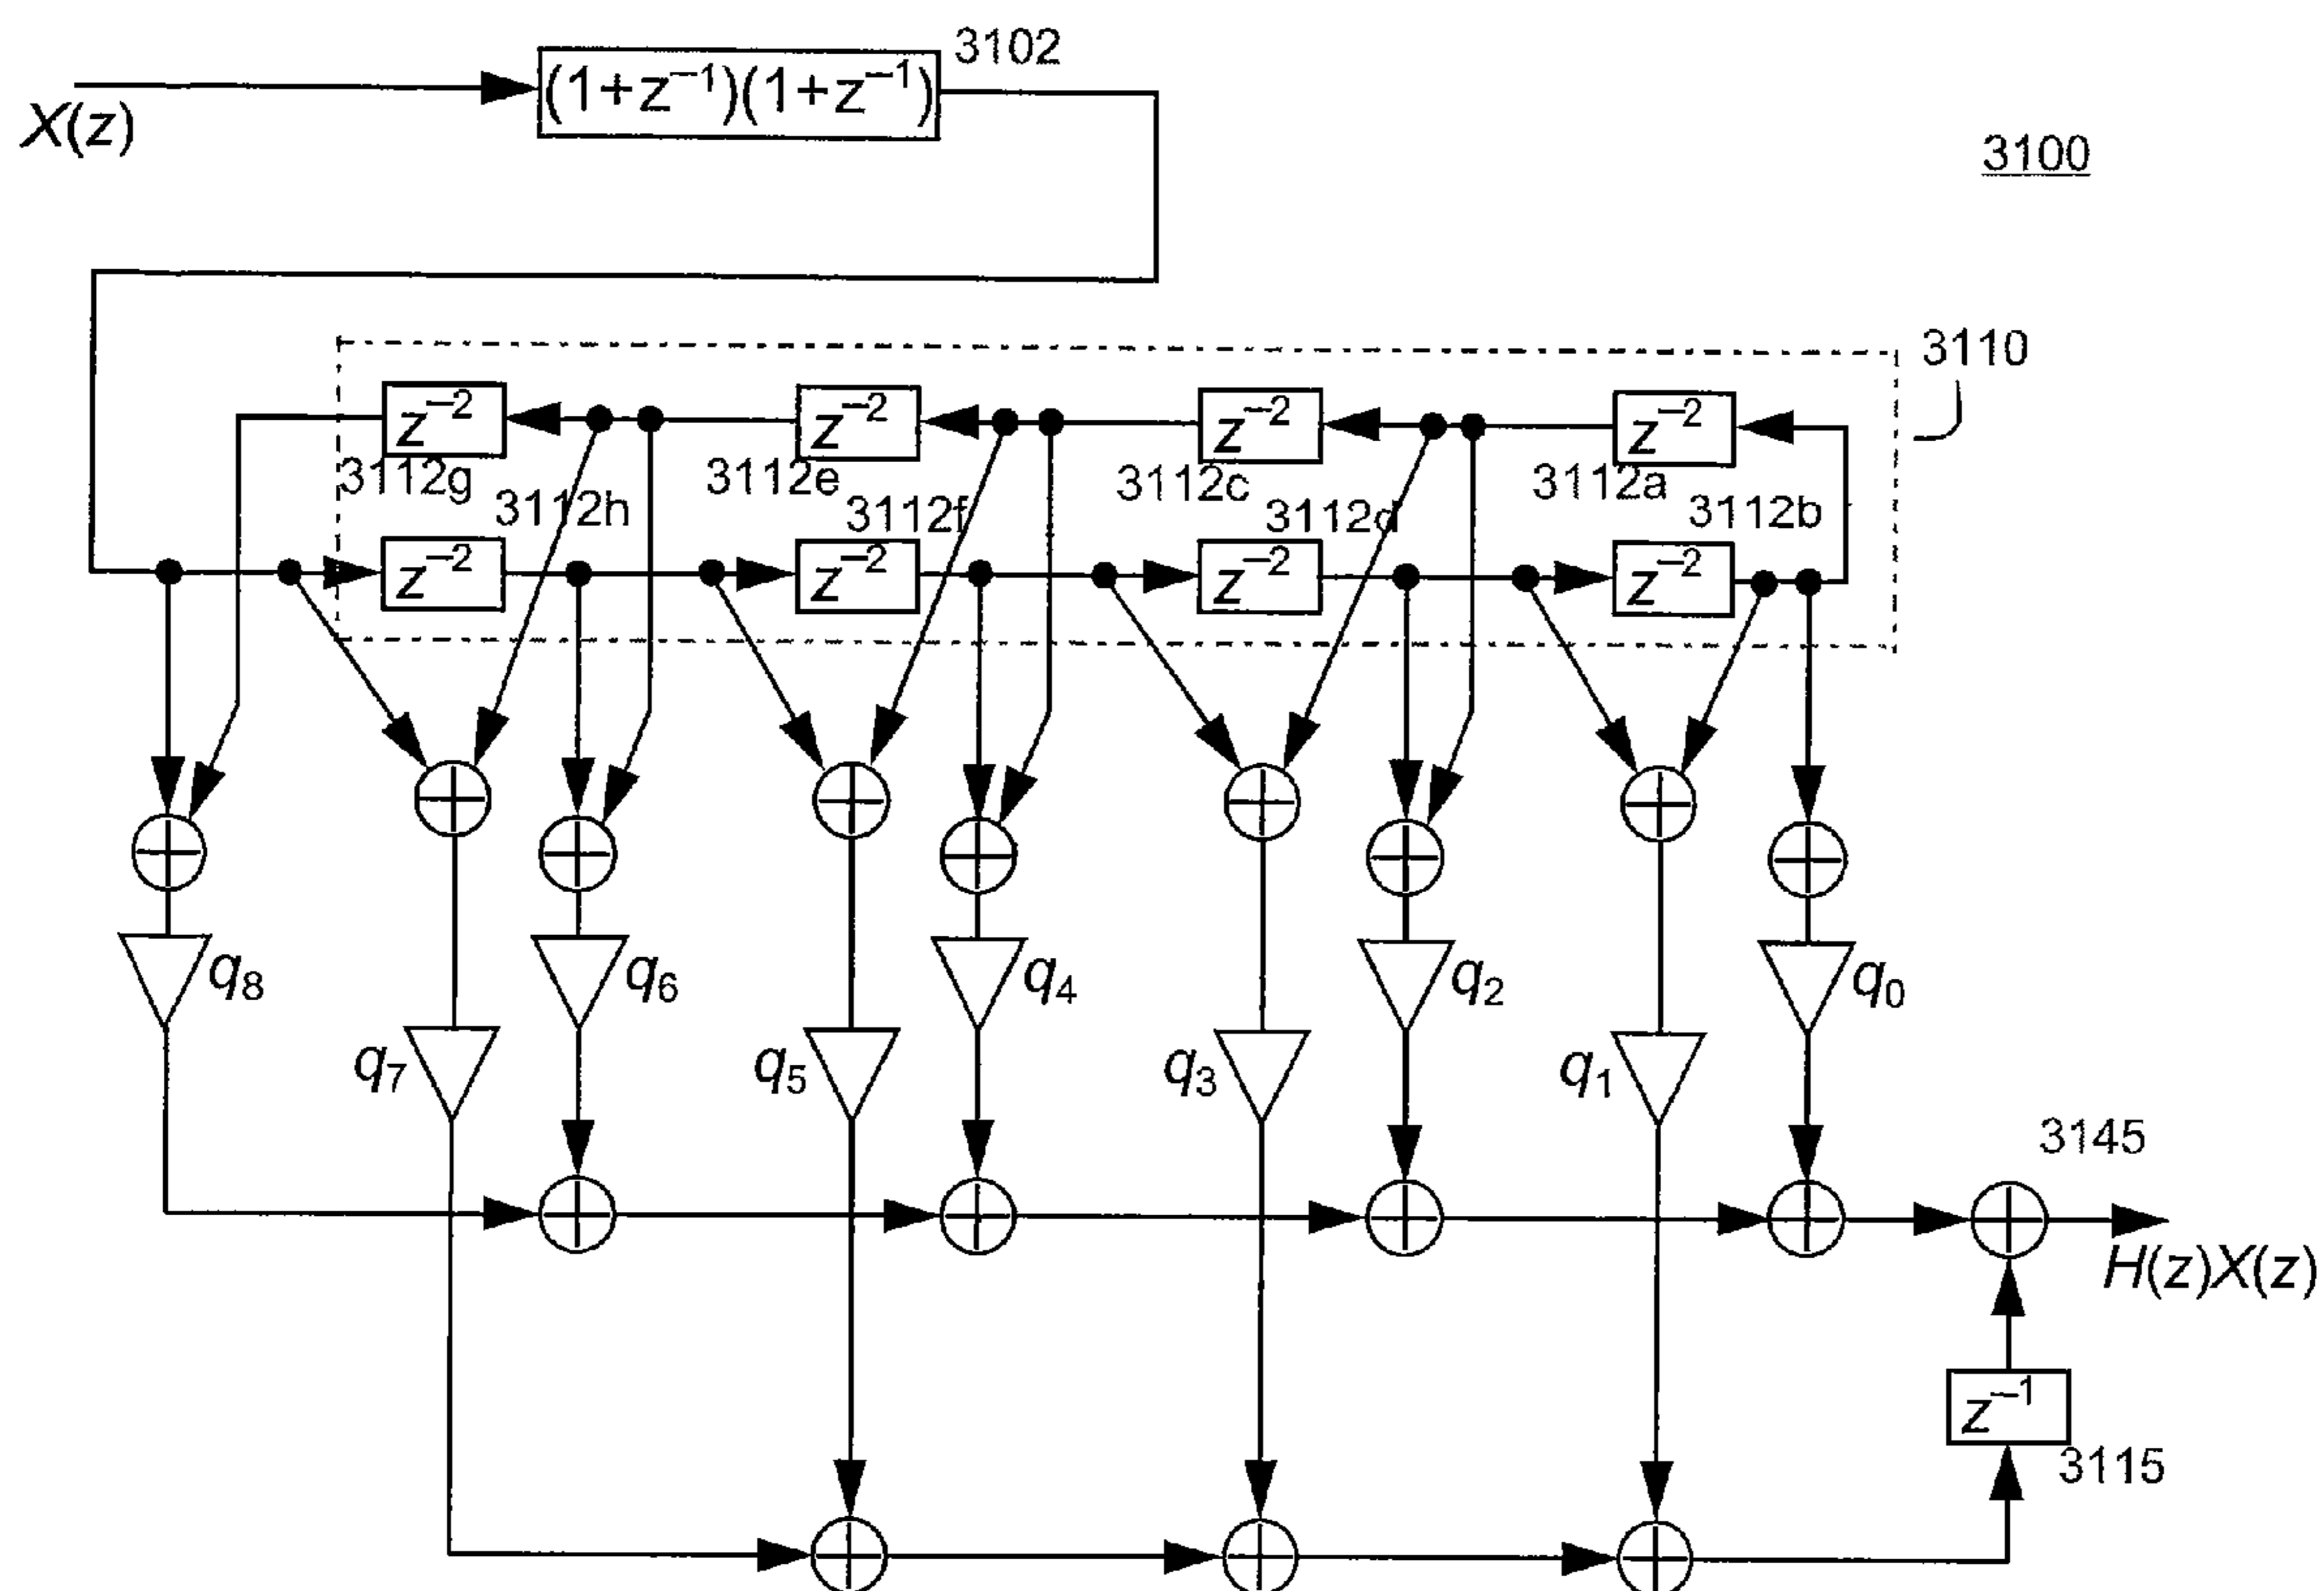 3102
(1+z⁻¹)(1+z⁻¹)
X(z)
3100
3110
z⁻²
z⁻²
z⁻²
z⁻²
3112g
3112h
3112e
3112f
3112c
3112d
3112a
3112b
z⁻²
z⁻²
z⁻²
z⁻²
q₈
q₆
q₄
q₂
q₀
q₇
q₅
q₃
q₁
3145
H(z)X(z)
z⁻¹
3115